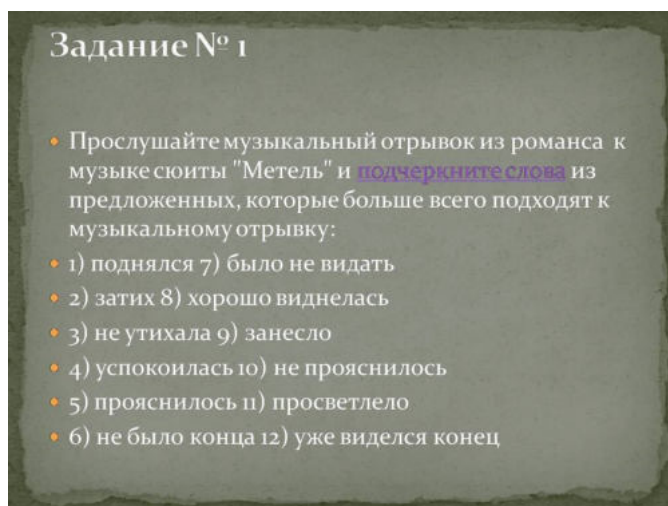 Задание № 1
Прослушайте музыкальный отрывок из романса к
музыке сюиты "Метель" и подчеркните слова из
предложенных, которые больше всего подходят к
музыкальному отрывку:
1) поднялся 7) было не видать
2) затих 8) хорошо виднелась
3) не утихала 9) занесло
4) успокоилась 10) не прояснилось
5) прояснилось 11) просветлело
6) не было конца 12) уже виделся конец